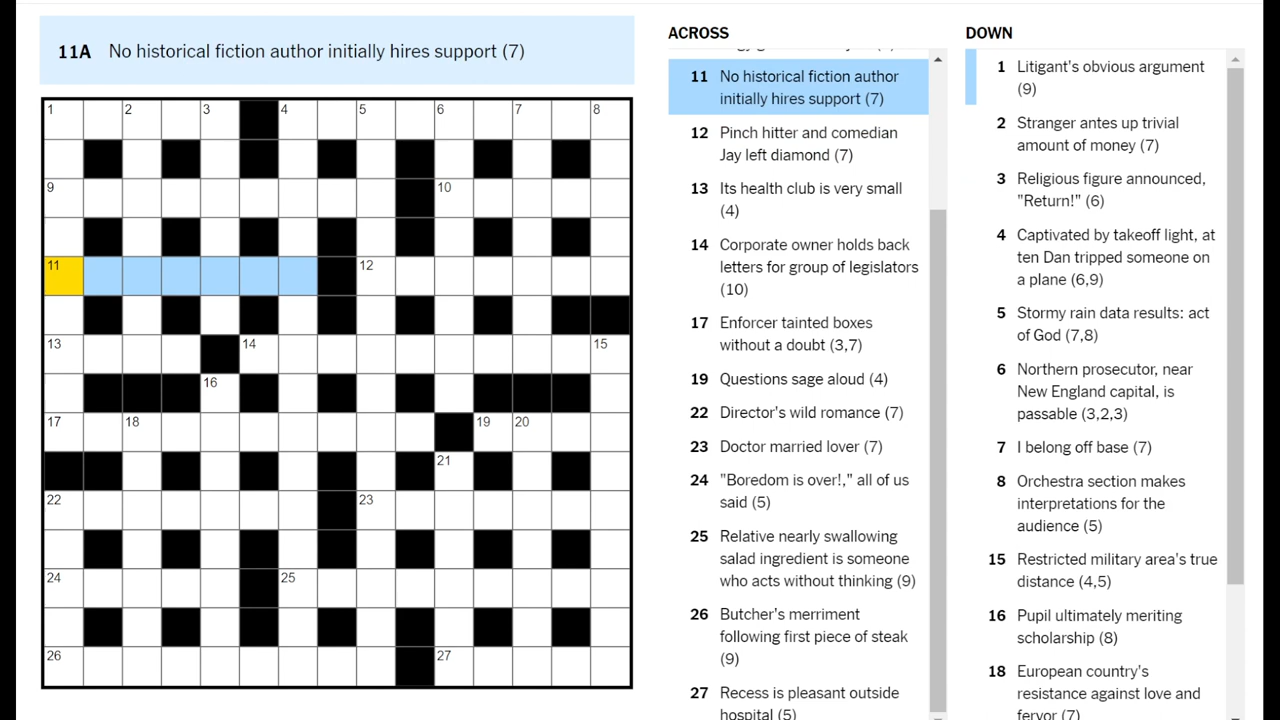 11A No historical fiction author initially hires support (7)
1 2 3 4 5 6 7 8
9 10
11 12
13 14 15
16
17 18 19 20
21
22 23
24 25
26 27
ACROSS
11 No historical fiction author
initially hires support (7)
12 Pinch hitter and comedian
Jay left diamond (7)
13 Its health club is very small
(4)
14 Corporate owner holds back
letters for group of legislators
(10)
17 Enforcer tainted boxes
without a doubt (3,7)
19 Questions sage aloud (4)
22 Director's wild romance (7)
23 Doctor married lover (7)
24 "Boredom is over!," all of us
said (5)
25 Relative nearly swallowing
salad ingredient is someone
who acts without thinking (9)
26 Butcher's merriment
following first piece of steak
(9)
27 Recess is pleasant outside
hospital (5)
DOWN
1 Litigant's obvious argument
(9)
2 Stranger antes up trivial
amount of money (7)
3 Religious figure announced,
"Return!" (6)
4 Captivated by takeoff light, at
ten Dan tripped someone on
a plane (6,9)
5 Stormy rain data results: act
of God (7,8)
6 Northern prosecutor, near
New England capital, is
passable (3,2,3)
7 I belong off base (7)
8 Orchestra section makes
interpretations for the
audience (5)
15 Restricted military area's true
distance (4,5)
16 Pupil ultimately meriting
scholarship (8)
18 European country's
resistance against love and
fervor (7)